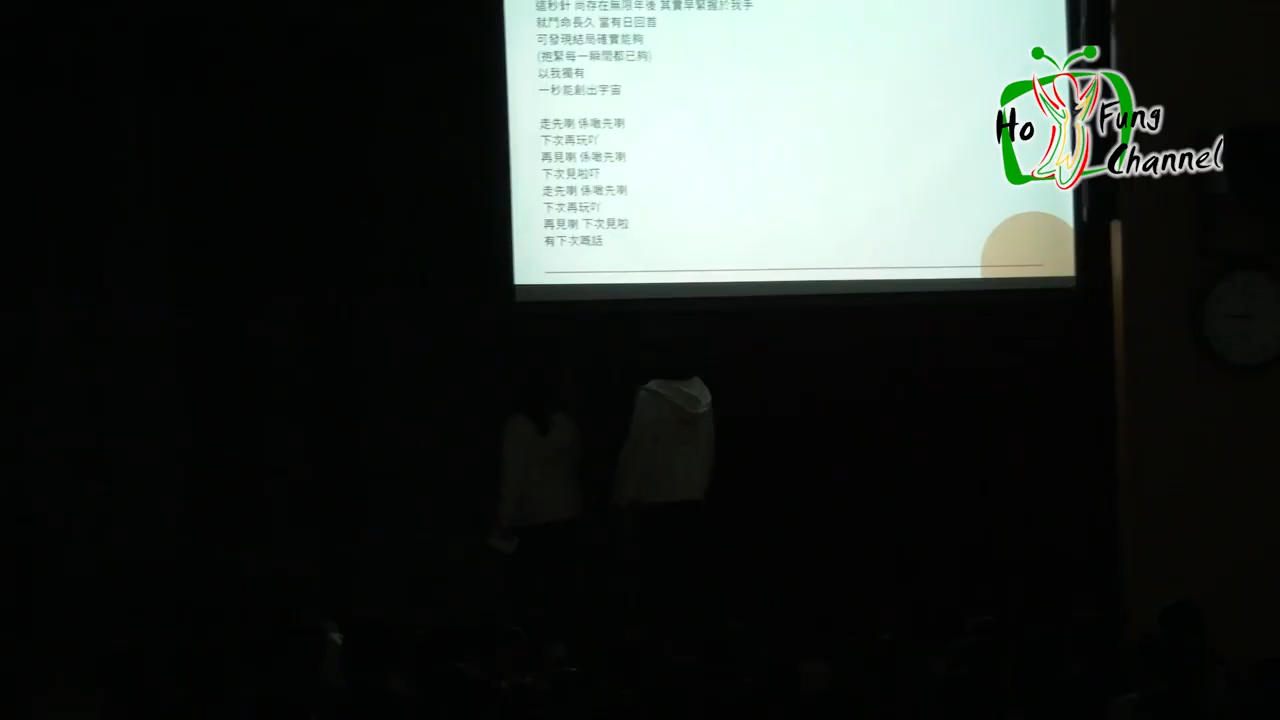 這秒針 尚存在無限年後 其實早緊握於我手
就鬥命長久 當有日回首
可發現結局確實能夠
(抱緊每一瞬間都已夠)
以我獨有
一秒能創出宇宙
走先喇 係噉先喇
下次再玩吖
再見喇 係噉先喇
下次見啦吓
走先喇 係噉先喇
下次再玩吖
再見喇 下次見啦
有下次嘅話
Ho Fung
Channel